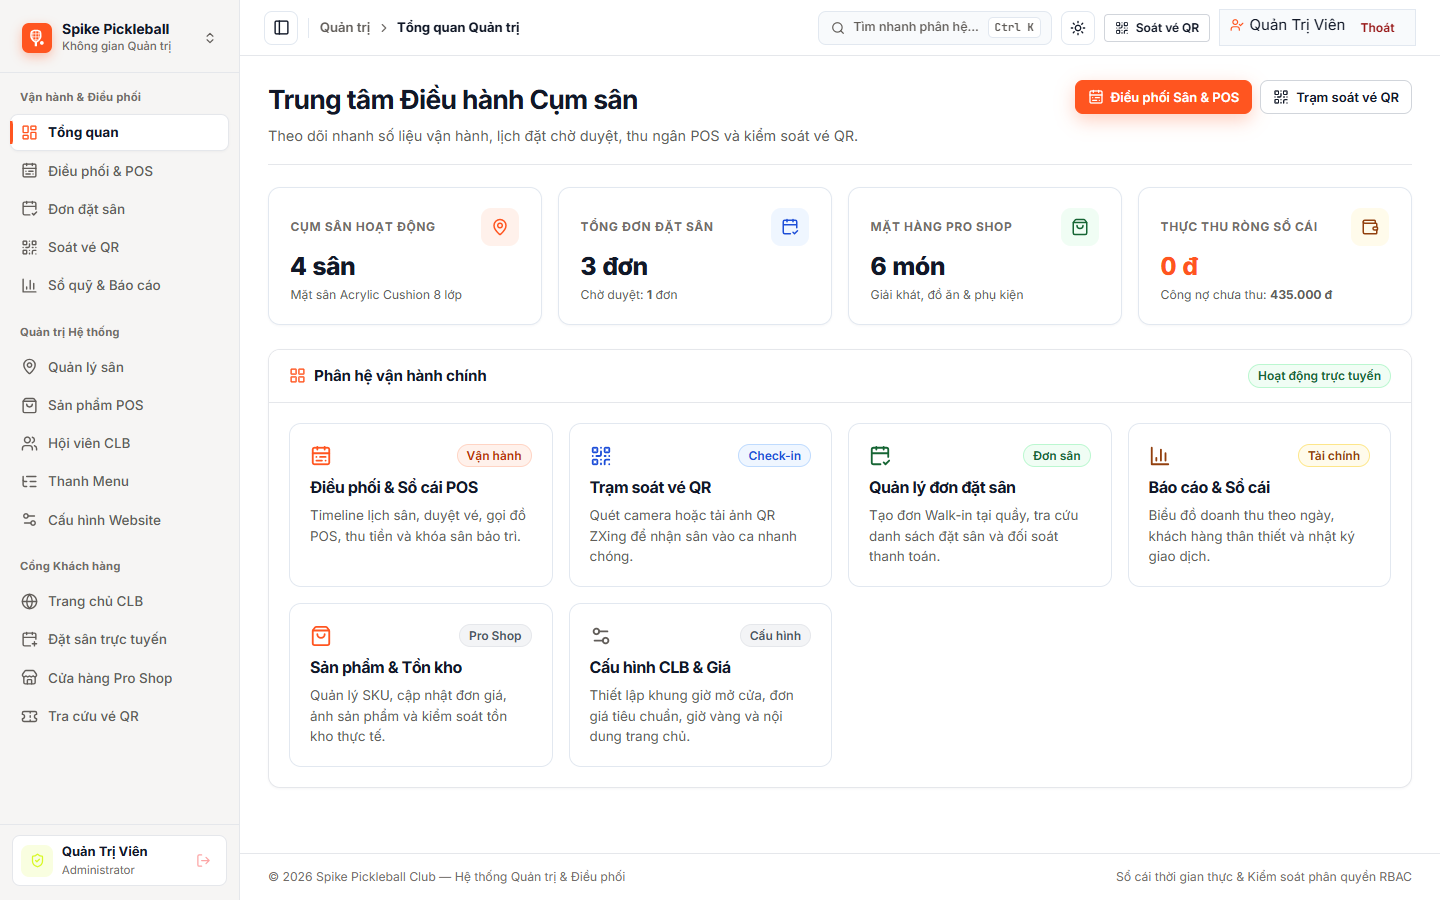 Spike Pickleball
Không gian Quản trị
Vận hành & Điều phối
Tổng quan
Điều phối & POS
Đơn đặt sân
Soát vé QR
Sổ quỹ & Báo cáo
Quản trị Hệ thống
Quản lý sân
Sản phẩm POS
Hội viên CLB
Thanh Menu
Cấu hình Website
Cổng Khách hàng
Trang chủ CLB
Đặt sân trực tuyến
Cửa hàng Pro Shop
Tra cứu vé QR
Quản Trị Viên
Administrator
Quản trị > Tổng quan Quản trị
Tìm nhanh phân hệ... Ctrl K
Soát vé QR
Quản Trị Viên
Thoát
Trung tâm Điều hành Cụm sân
Theo dõi nhanh số liệu vận hành, lịch đặt chờ duyệt, thu ngân POS và kiểm soát vé QR.
Điều phối Sân & POS
Trạm soát vé QR
CỤM SÂN HOẠT ĐỘNG
4 sân
Mặt sân Acrylic Cushion 8 lớp
TỔNG ĐƠN ĐẶT SÂN
3 đơn
Chờ duyệt: 1 đơn
MẶT HÀNG PRO SHOP
6 món
Giải khát, đồ ăn & phụ kiện
THỰC THU RÒNG SỔ CÁI
0 đ
Công nợ chưa thu: 435.000 đ
Phân hệ vận hành chính
Hoạt động trực tuyến
Vận hành
Điều phối & Sổ cái POS
Timeline lịch sân, duyệt vé, gọi đồ
POS, thu tiền và khóa sân bảo trì.
Check-in
Trạm soát vé QR
Quét camera hoặc tải ảnh QR
ZXing để nhận sân vào ca nhanh
chóng.
Đơn sân
Quản lý đơn đặt sân
Tạo đơn Walk-in tại quầy, tra cứu
danh sách đặt sân và đối soát
thanh toán.
Tài chính
Báo cáo & Sổ cái
Biểu đồ doanh thu theo ngày,
khách hàng thân thiết và nhật ký
giao dịch.
Pro Shop
Sản phẩm & Tồn kho
Quản lý SKU, cập nhật đơn giá,
ảnh sản phẩm và kiểm soát tồn
kho thực tế.
Cấu hình
Cấu hình CLB & Giá
Thiết lập khung giờ mở cửa, đơn
giá tiêu chuẩn, giờ vàng và nội
dung trang chủ.
© 2026 Spike Pickleball Club — Hệ thống Quản trị & Điều phối
Sổ cái thời gian thực & Kiểm soát phân quyền RBAC